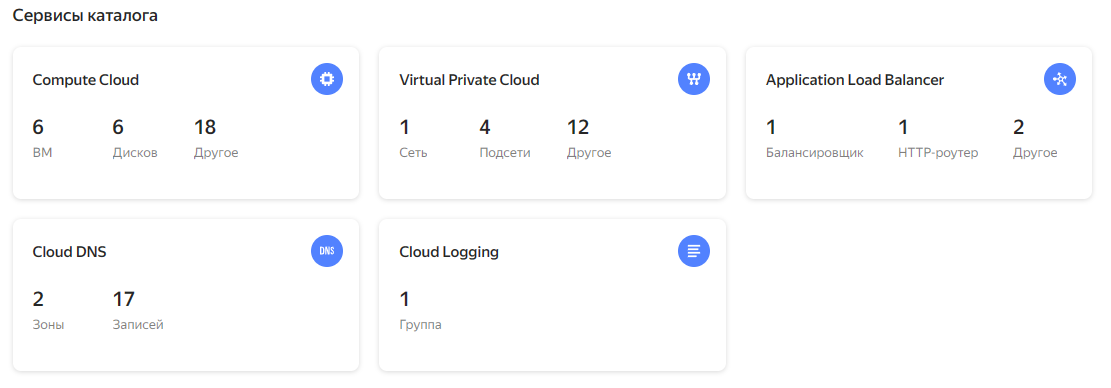 Сервисы каталога
Compute Cloud
6 6 18
ВМ Дисков Другое
Virtual Private Cloud
1 4 12
Сеть Подсети Другое
Application Load Balancer
1 1 2
Балансировщик HTTP-роутер Другое
Cloud DNS
DNS
2 17
Зоны Записей
Cloud Logging
1
Группа